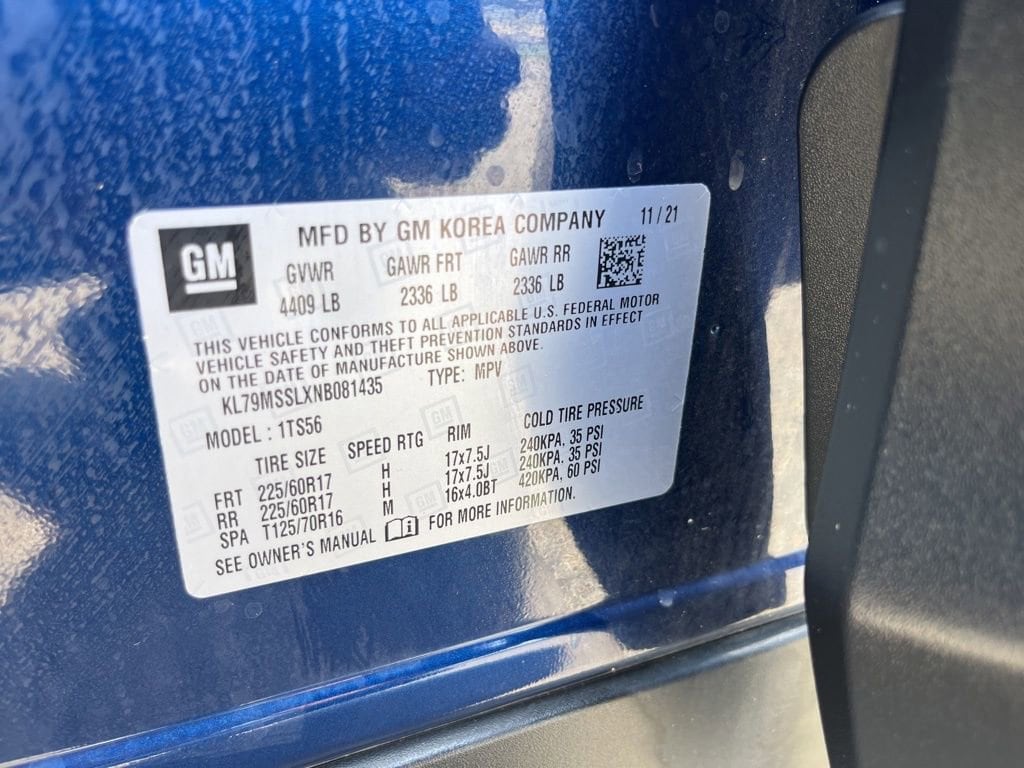 GM
MFD BY GM KOREA COMPANY 11/21
GVWR GAWR FRT GAWR RR
4409 LB 2336 LB 2336 LB
THIS VEHICLE CONFORMS TO ALL APPLICABLE U.S. FEDERAL MOTOR
VEHICLE SAFETY AND THEFT PREVENTION STANDARDS IN EFFECT
ON THE DATE OF MANUFACTURE SHOWN ABOVE.
KL79MSSLXNB081435 TYPE: MPV
MODEL : 1TS56
TIRE SIZE SPEED RTG RIM COLD TIRE PRESSURE
FRT 225/60R17 H 17x7.5J 240KPA, 35 PSI
RR 225/60R17 H 17x7.5J 240KPA, 35 PSI
SPA T125/70R16 M 16x4.0BT 420KPA, 60 PSI
SEE OWNER'S MANUAL FOR MORE INFORMATION.